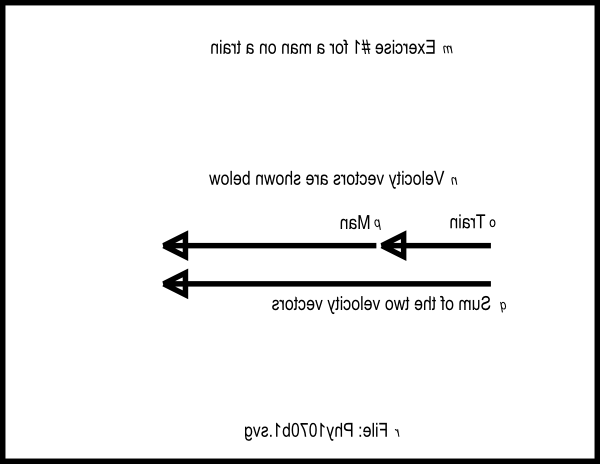 m Exercise #1 for a man on a train
n Velocity vectors are shown below
o Train
p Man
q Sum of the two velocity vectors
r File: Phy1070b1.svg